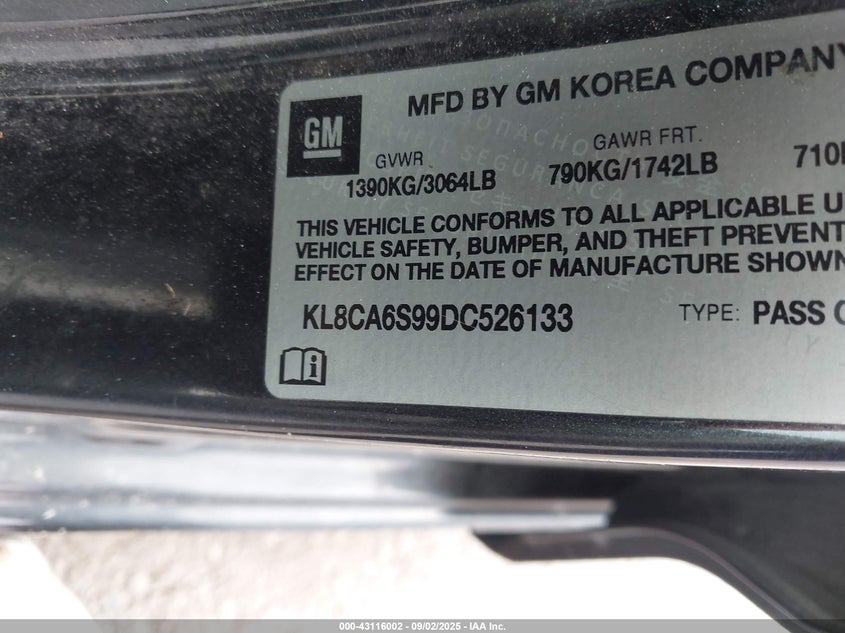 MFD BY GM KOREA COMPANY
GM
GVWR
GAWR FRT.
1390KG/3064LB
790KG/1742LB
710
THIS VEHICLE CONFORMS TO ALL APPLICABLE U
VEHICLE SAFETY, BUMPER, AND THEFT PREVENT
EFFECT ON THE DATE OF MANUFACTURE SHOWN
KL8CA6S99DC526133
TYPE: PASS
000-43116002 - 09/02/2025 - IAA Inc.